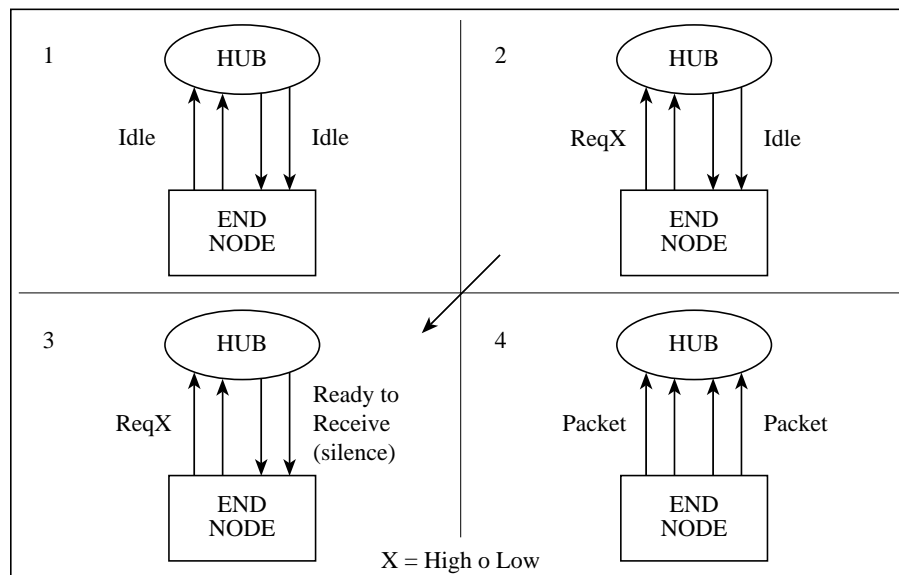 1
HUB
Idle
Idle
END
NODE
2
HUB
ReqX
Idle
END
NODE
3
HUB
ReqX
Ready to
Receive
(silence)
END
NODE
4
HUB
Packet
Packet
END
NODE
X = High o Low